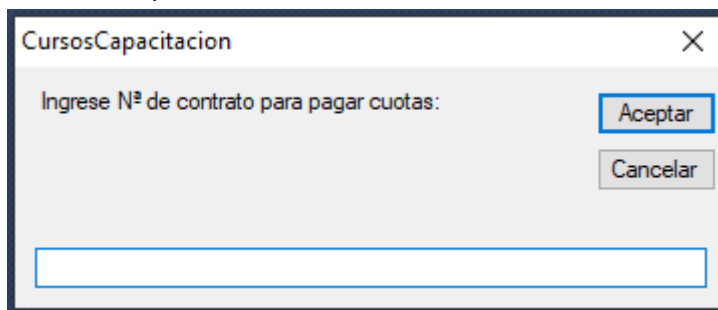 CursosCapacitacion
Ingrese Nª de contrato para pagar cuotas:
Aceptar
Cancelar